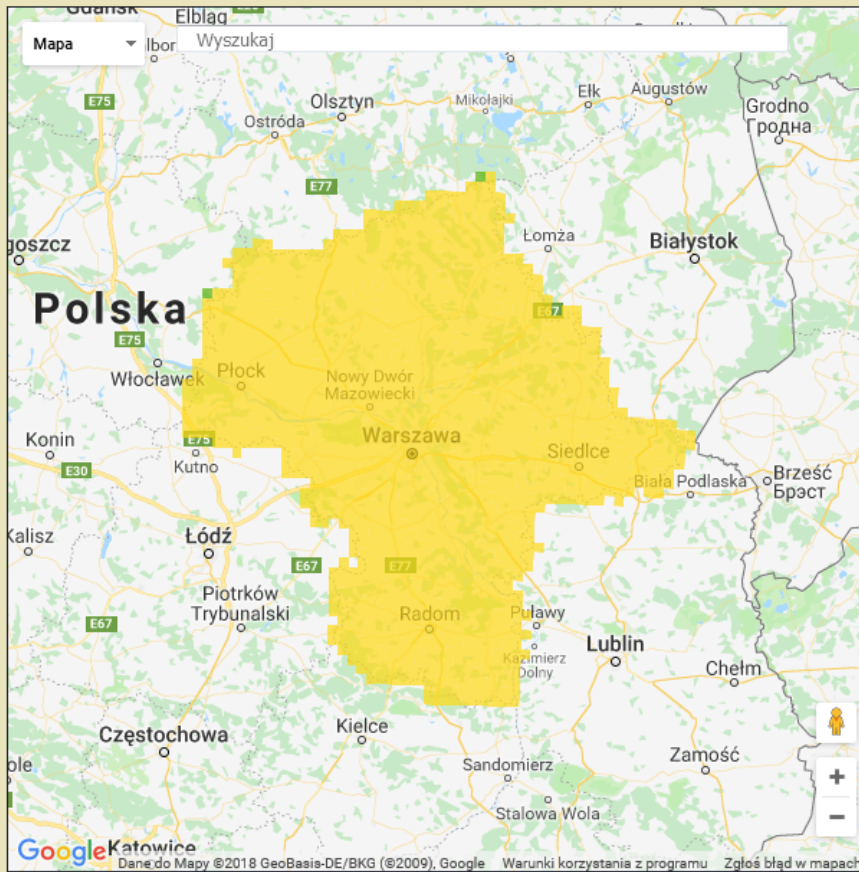 Gdańsk
Elbląg
Mapa
Wyszukaj
E75
Olsztyn
Mikołajki
Ełk
Augustów
Ostróda
Grodno
Гродна
E77
goszcz
Łomża
Białystok
Polska
E67
E75
Włocławek
Płock
Nowy Dwór
Mazowiecki
Konin
E75
Warszawa
Siedlce
E30
Kutno
Biała Podlaska
Brześć
Брэст
Kalisz
Łódź
E67
E77
Piotrków
Trybunalski
E67
Radom
Puławy
Kazimierz
Dolny
Lublin
Chełm
Częstochowa
Kielce
Zamość
ole
Sandomierz
Stalowa Wola
Google
Katowice
Dane do Mapy ©2018 GeoBasis-DE/BKG (©2009), Google
Warunki korzystania z programu
Zgłoś błąd w mapach